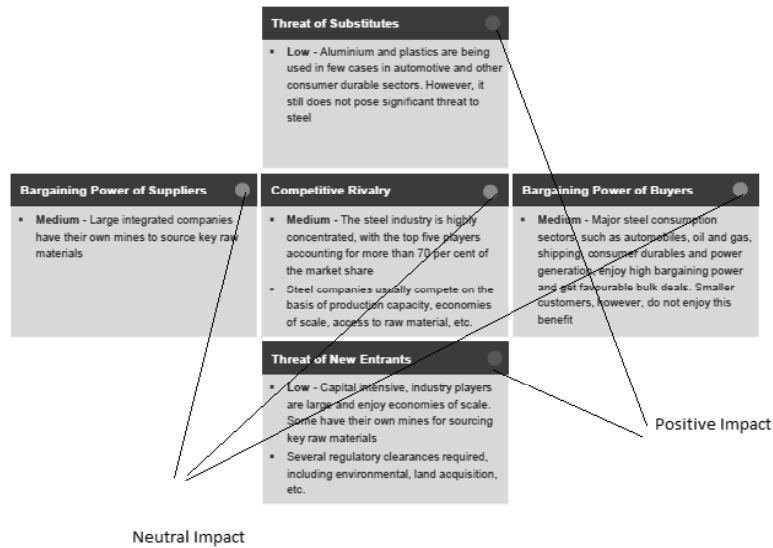 Threat of Substitutes
▪ Low - Aluminium and plastics are being
used in few cases in automotive and other
consumer durable sectors. However, it
still does not pose significant threat to
steel
Bargaining Power of Suppliers
▪ Medium - Large integrated companies
have their own mines to source key raw
materials
Competitive Rivalry
▪ Medium - The steel industry is highly
concentrated, with the top five players
accounting for more than 70 per cent of
the market share
▪ Steel companies usually compete on the
basis of production capacity, economies
of scale, access to raw material, etc.
Bargaining Power of Buyers
▪ Medium - Major steel consumption
sectors, such as automobiles, oil and gas,
shipping, consumer durables and power
generation, enjoy high bargaining power
and get favourable bulk deals. Smaller
customers, however, do not enjoy this
benefit
Threat of New Entrants
▪ Low - Capital intensive, industry players
are large and enjoy economies of scale.
Some have their own mines for sourcing
key raw materials
▪ Several regulatory clearances required,
including environmental, land acquisition,
etc.
Positive Impact
Neutral Impact